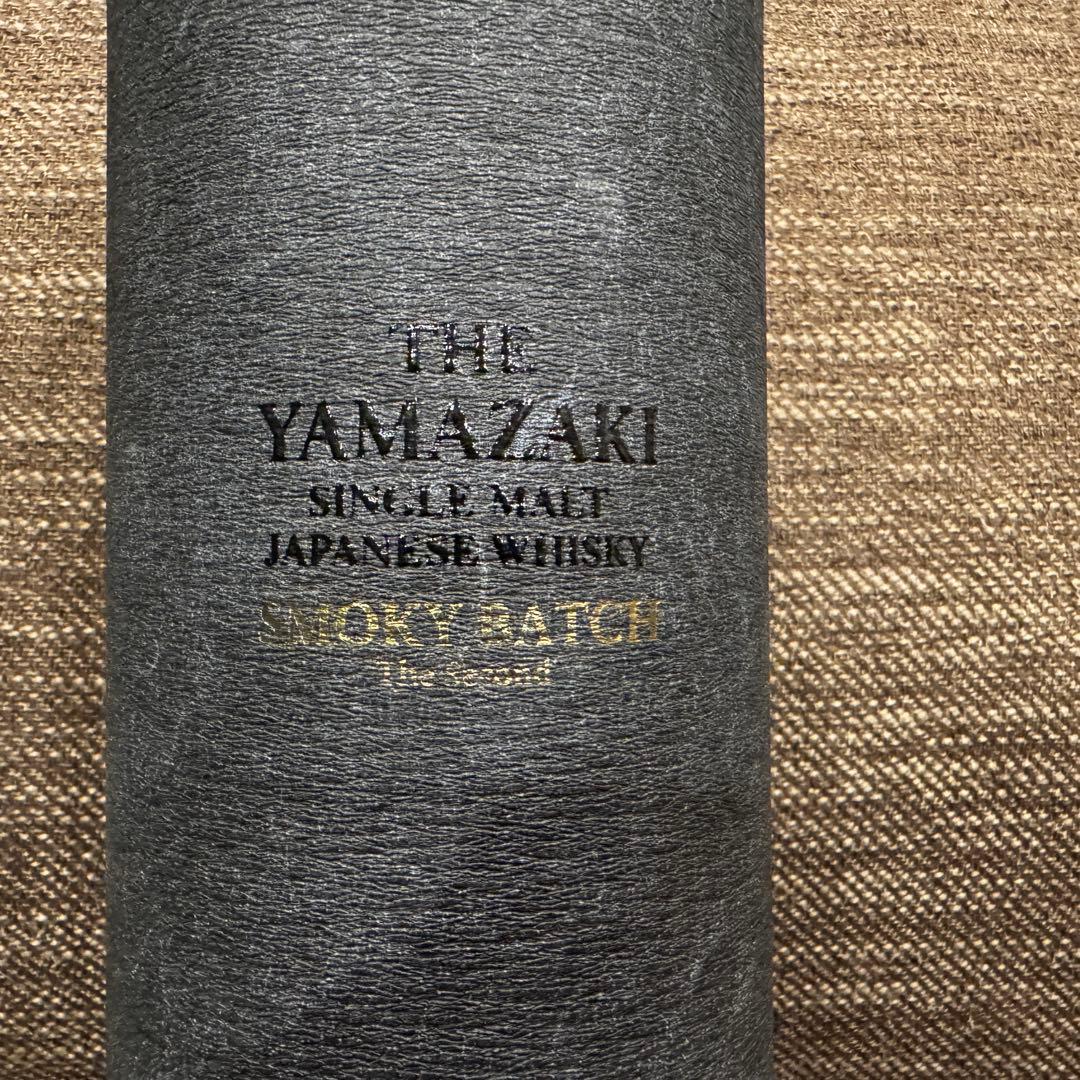 THE
YAMAZAKI
SINGLE MALT
JAPANESE WHISKY
SMOKY BATCH
The Second